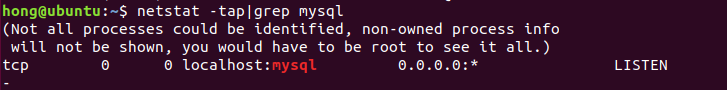 hong@ubuntu:~$ netstat -tap|grep mysql
(Not all processes could be identified, non-owned process info
 will not be shown, you would have to be root to see it all.)
tcp        0      0 localhost:mysql         0.0.0.0:*               LISTEN
-